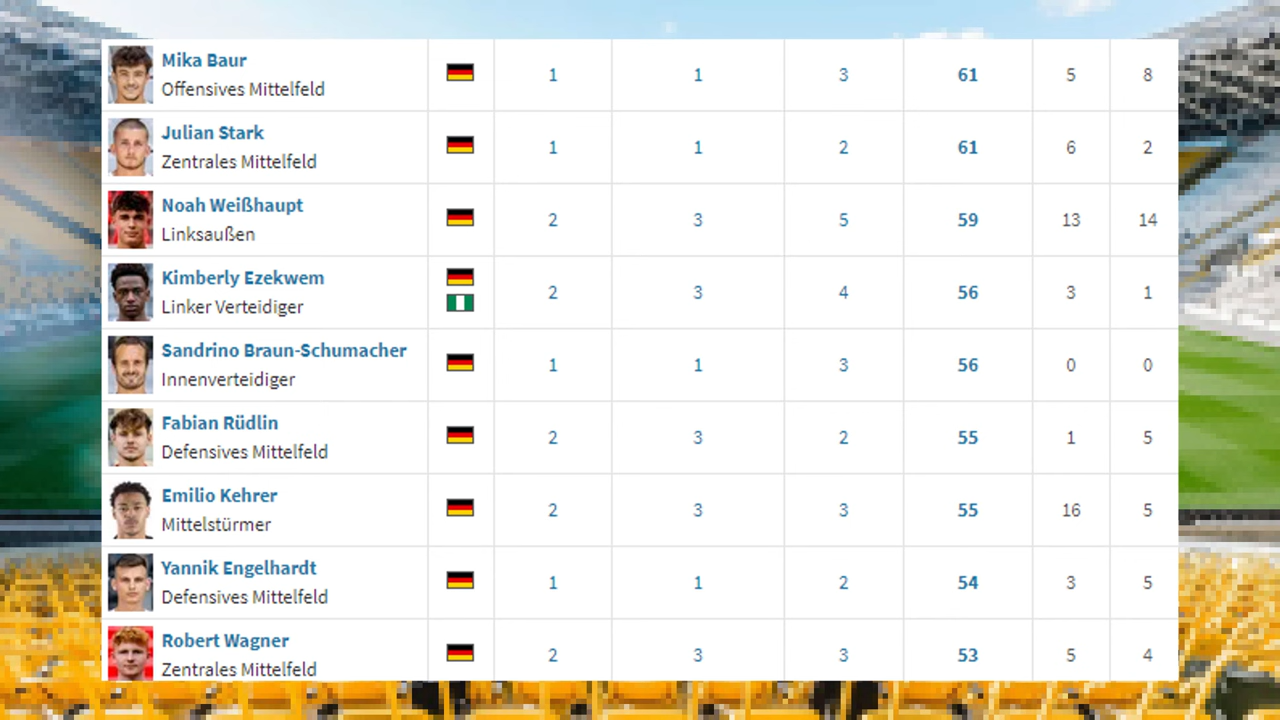 Mika Baur
Offensives Mittelfeld
1 1 3 61 5 8
Julian Stark
Zentrales Mittelfeld
1 1 2 61 6 2
Noah Weißhaupt
Linksaußen
2 3 5 59 13 14
Kimberly Ezekwem
Linker Verteidiger
2 3 4 56 3 1
Sandrino Braun-Schumacher
Innenverteidiger
1 1 3 56 0 0
Fabian Rüdlin
Defensives Mittelfeld
2 3 2 55 1 5
Emilio Kehrer
Mittelstürmer
2 3 3 55 16 5
Yannik Engelhardt
Defensives Mittelfeld
1 1 2 54 3 5
Robert Wagner
Zentrales Mittelfeld
2 3 3 53 5 4